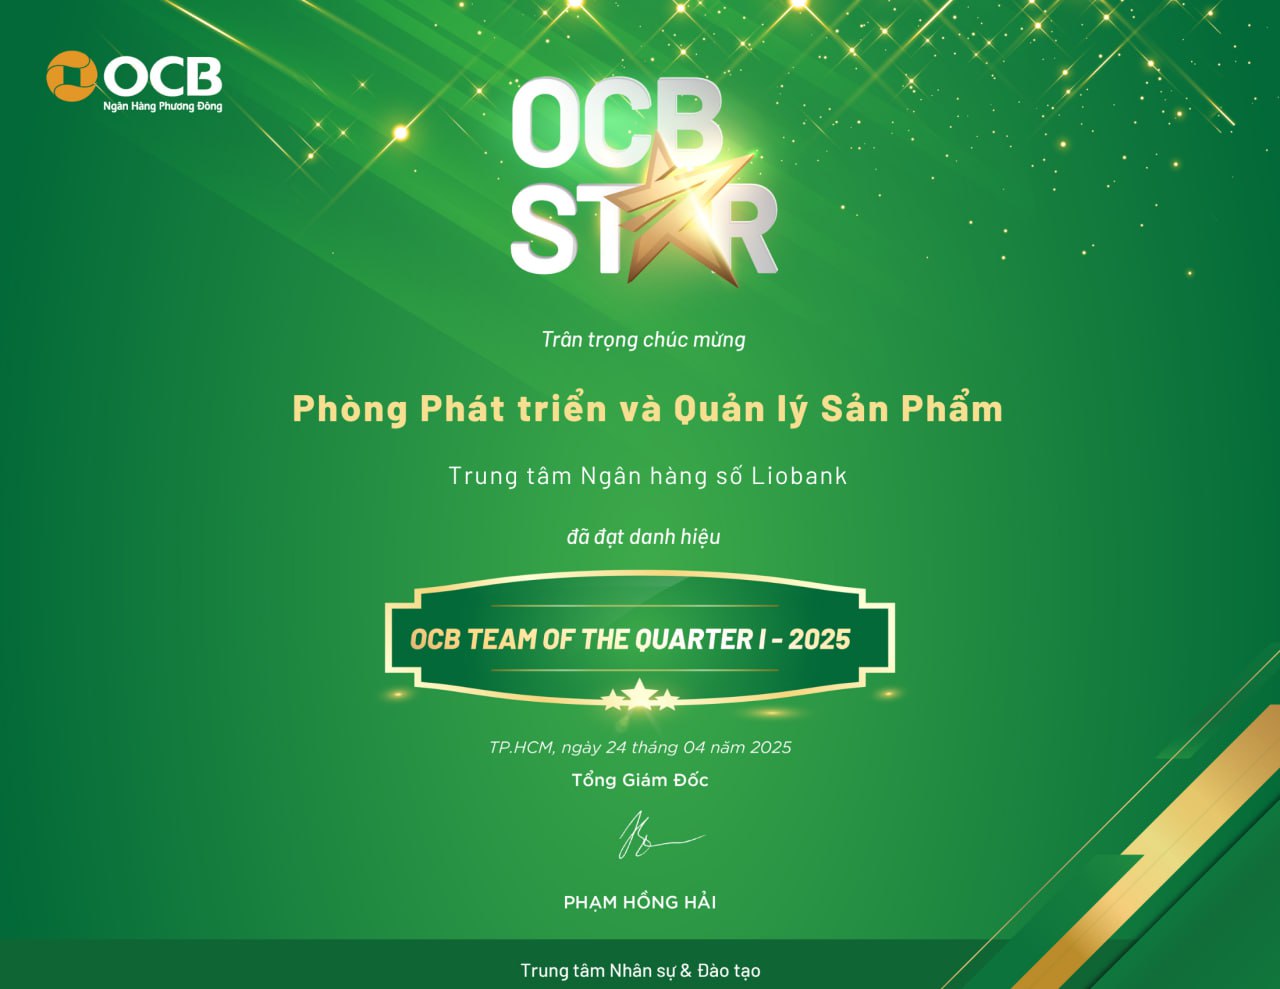 OCB
Ngân Hàng Phương Đông
OCB
STAR
Trân trọng chúc mừng
Phòng Phát triển và Quản lý Sản Phẩm
Trung tâm Ngân hàng số Liobank
đã đạt danh hiệu
OCB TEAM OF THE QUARTER I - 2025
TP.HCM, ngày 24 tháng 04 năm 2025
Tổng Giám Đốc
PHẠM HỒNG HẢI
Trung tâm Nhân sự & Đào tạo